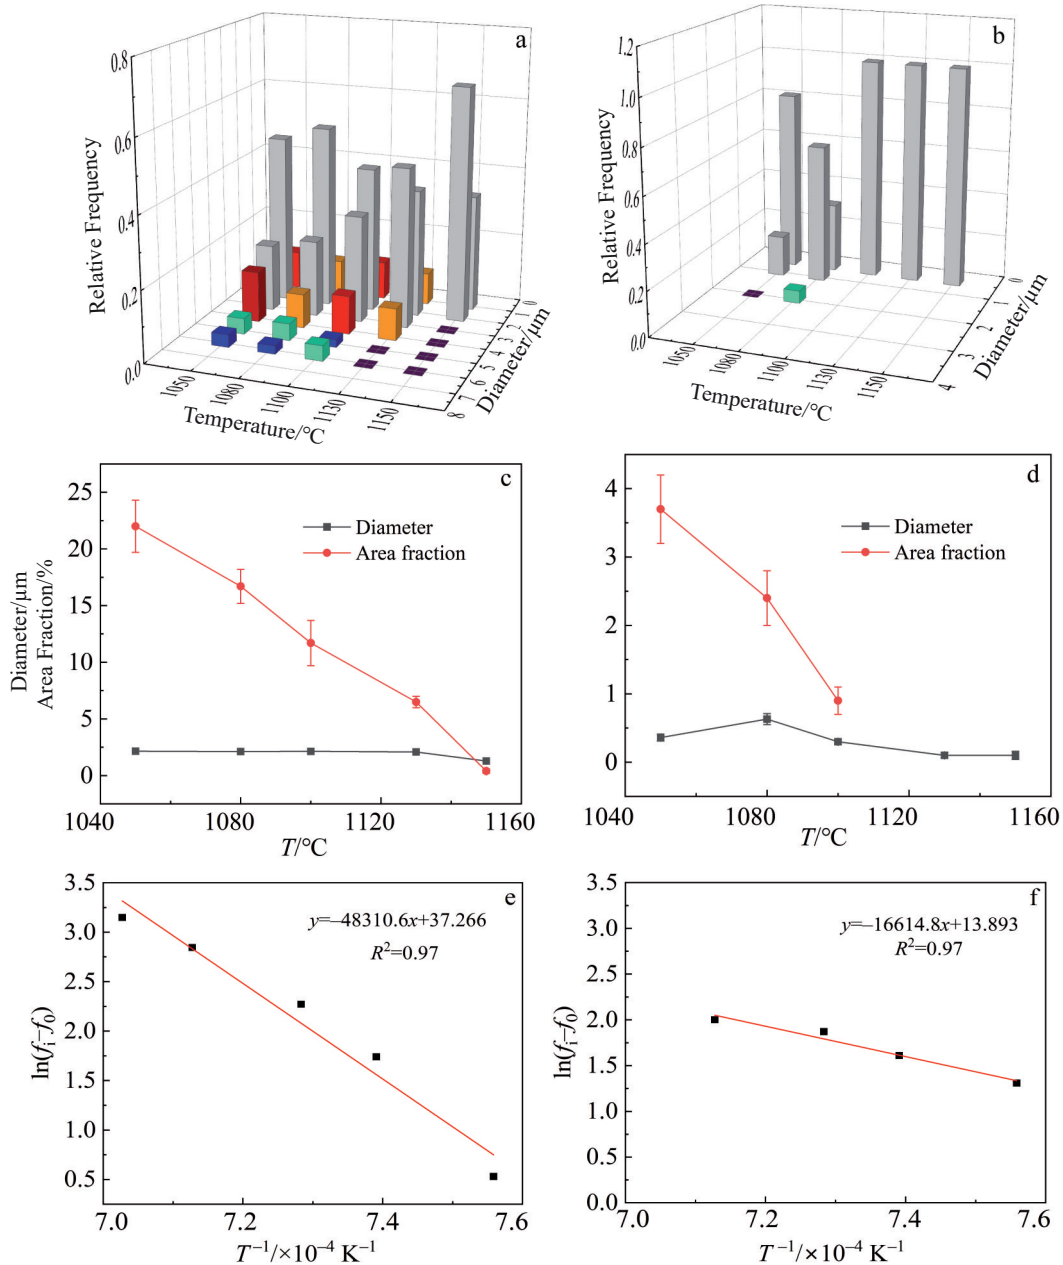 a
Relative Frequency
0.8
0.6
0.4
0.2
0.0
1050
1080
1100
1130
1150
Temperature/°C
0
1
2
3
4
5
6
7
8
Diameter/μm
b
Relative Frequency
1.2
1.0
0.8
0.6
0.4
0.2
0.0
1050
1080
1100
1130
1150
Temperature/°C
0
1
2
3
4
Diameter/μm
c
Diameter/μm
Area Fraction/%
25
20
15
10
5
0
Diameter
Area fraction
1040 1080 1120 1160
T/°C
d
4
3
2
1
0
Diameter
Area fraction
1040 1080 1120 1160
T/°C
e
ln(fi–f0)
3.5
3.0
2.5
2.0
1.5
1.0
0.5
y=–48310.6x+37.266
R²=0.97
7.0 7.2 7.4 7.6
T⁻¹/×10⁻⁴ K⁻¹
f
ln(fi–f0)
3.5
3.0
2.5
2.0
1.5
1.0
0.5
0.0
y=–16614.8x+13.893
R²=0.97
7.0 7.2 7.4 7.6
T⁻¹/×10⁻⁴ K⁻¹